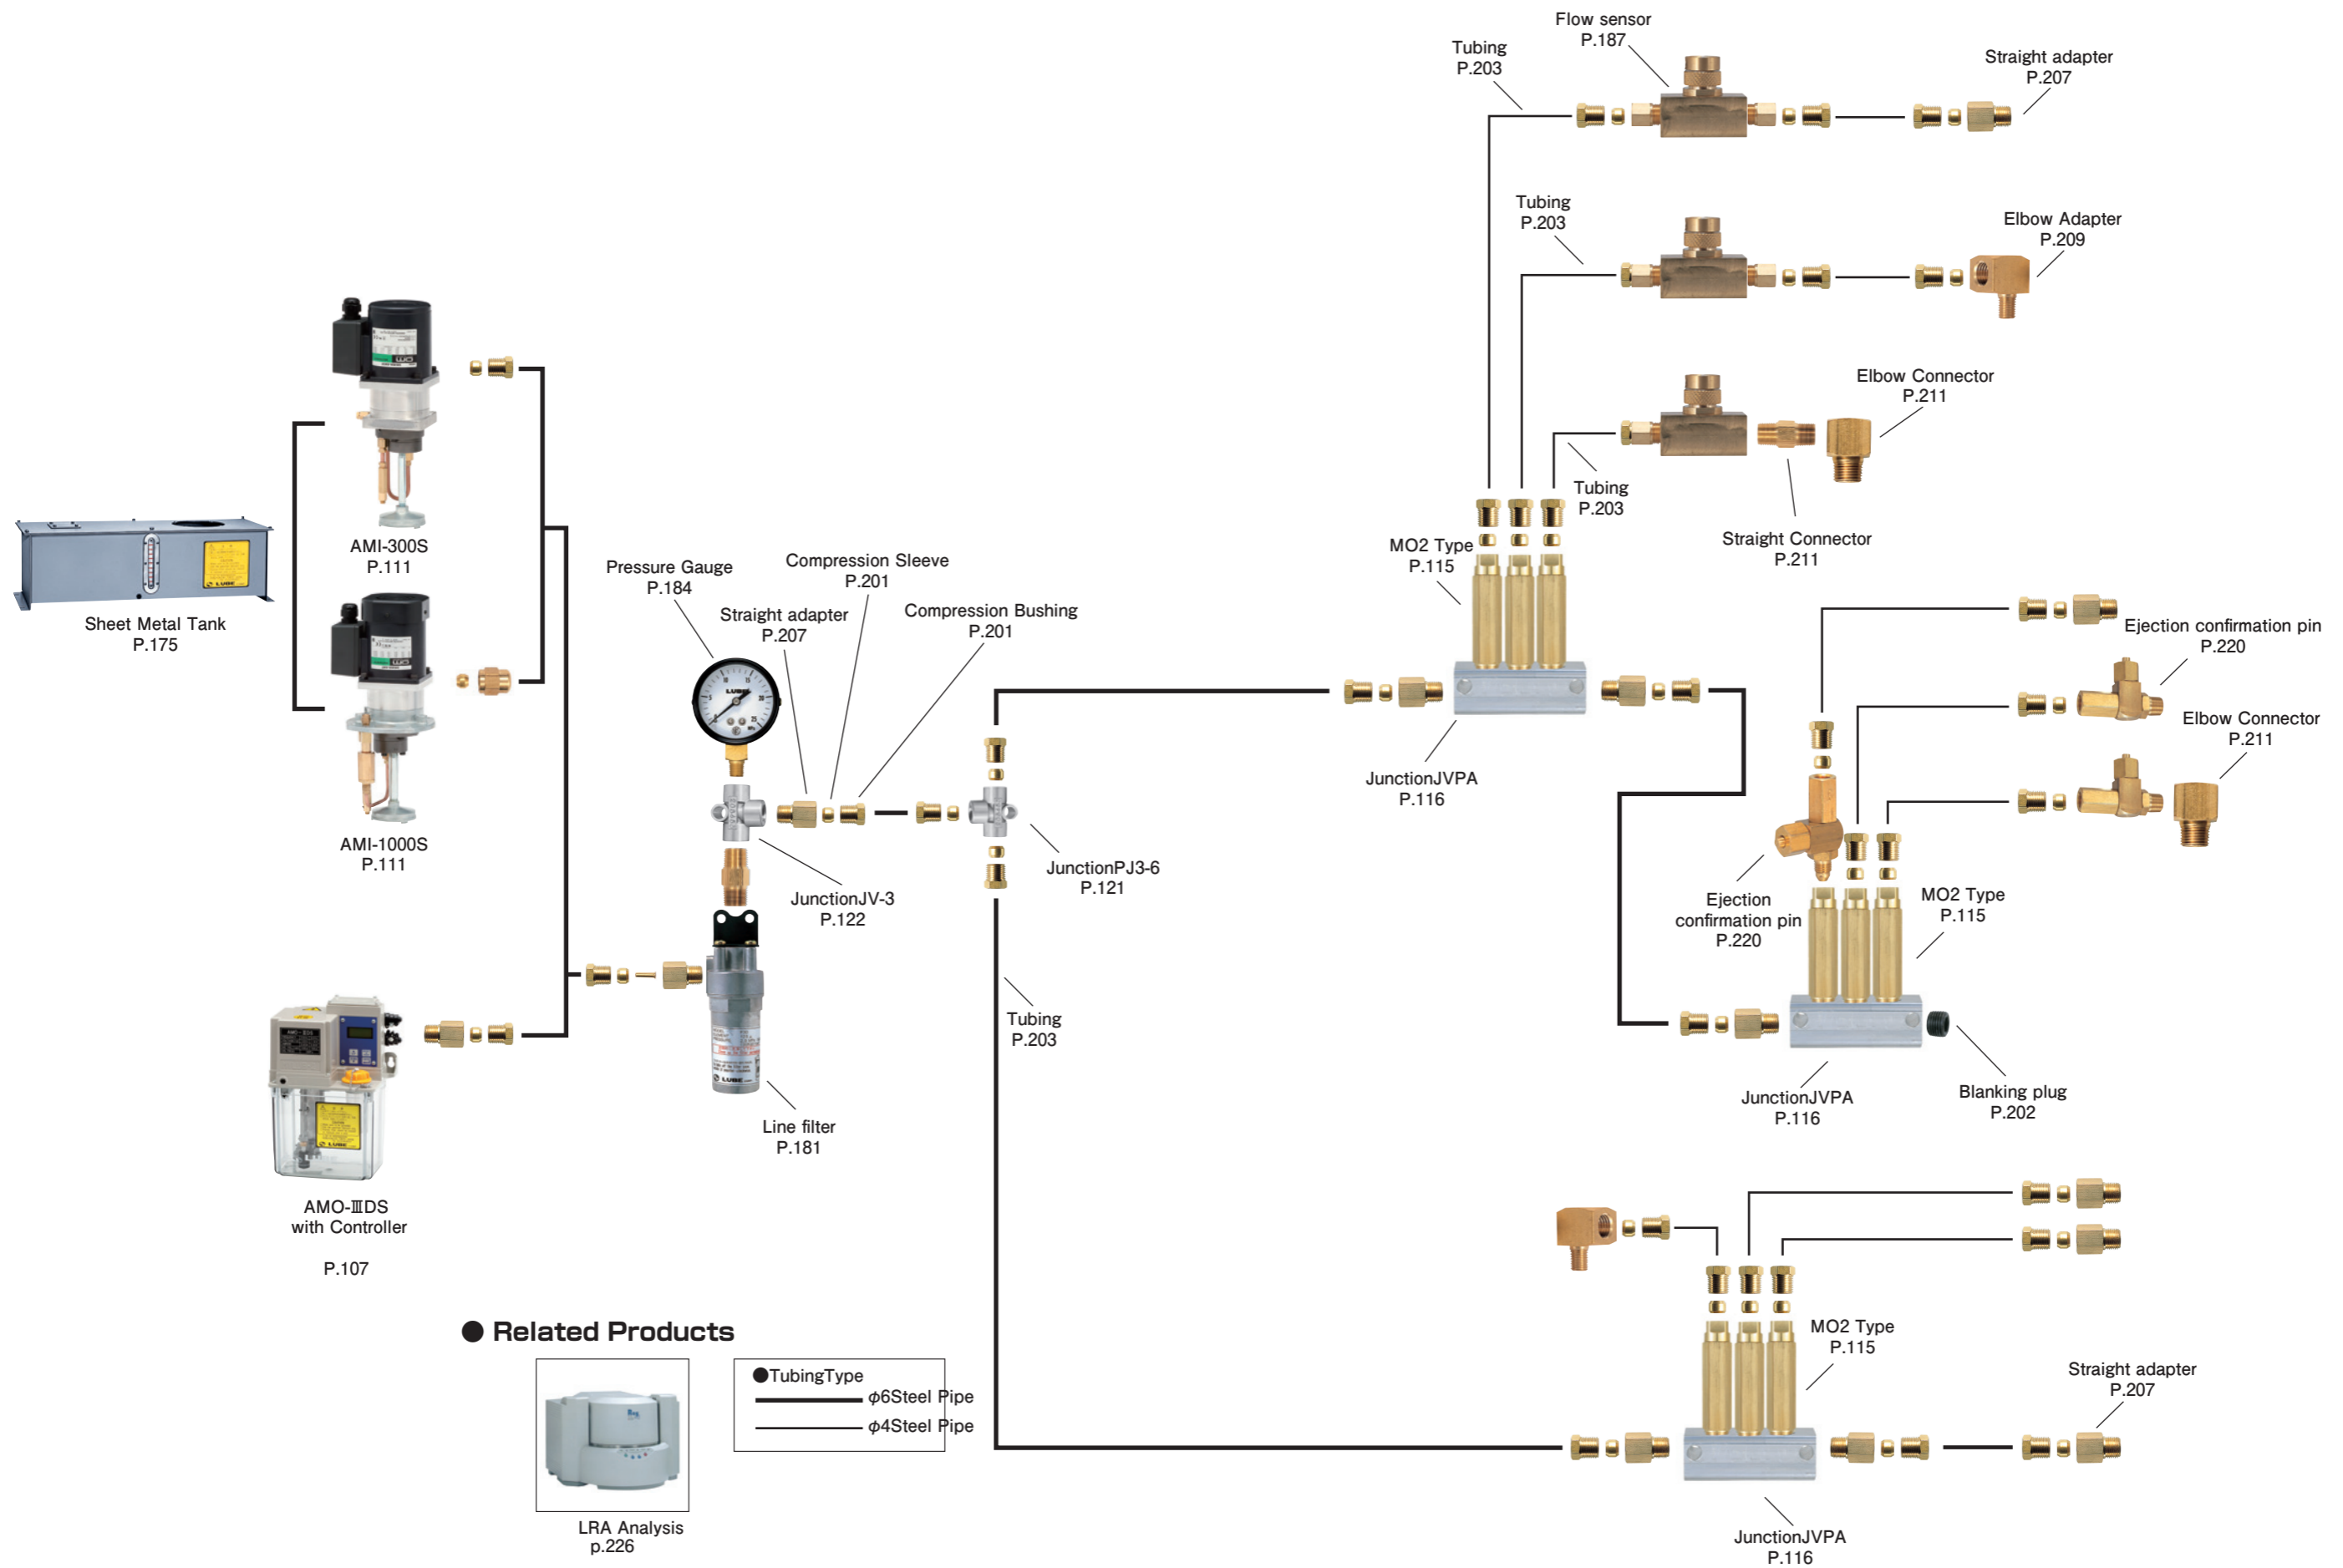 Flow sensor
P.187
Tubing
P.203
Straight adapter
P.207
Tubing
P.203
Elbow Adapter
P.209
Elbow Connector
P.211
Tubing
P.203
Straight Connector
P.211
MO2 Type
P.115
AMI-300S
P.111
Sheet Metal Tank
P.175
AMI-1000S
P.111
Pressure Gauge
P.184
Compression Sleeve
P.201
Straight adapter
P.207
Compression Bushing
P.201
LUBE
JunctionJVPA
P.116
Ejection confirmation pin
P.220
Elbow Connector
P.211
JunctionJV-3
P.122
JunctionPJ3-6
P.121
Ejection
confirmation pin
P.220
MO2 Type
P.115
Tubing
P.203
Line filter
P.181
LUBE
JunctionJVPA
P.116
Blanking plug
P.202
AMO-ⅢDS
with Controller
P.107
● Related Products
●TubingType
φ6Steel Pipe
φ4Steel Pipe
LRA Analysis
p.226
MO2 Type
P.115
Straight adapter
P.207
JunctionJVPA
P.116